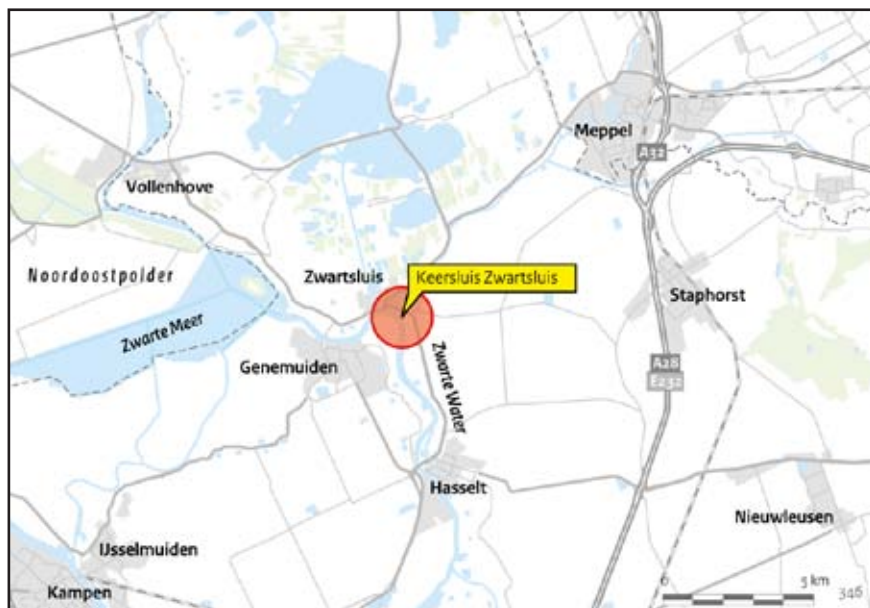 Meppel
A32
Vollenhove
Noordoostpolder
Zwartsluis
Keersluis Zwartsluis
Staphorst
Zwarte Meer
Genemuiden
Zwarte Water
A28
E232
Hasselt
Nieuwleusen
IJsselmuiden
Kampen
0
5 km
346